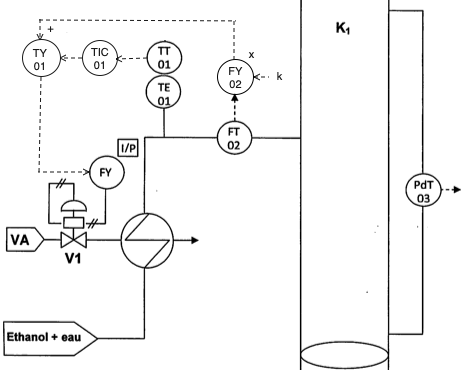 K1
+
TY
01
TIC
01
TT
01
x
FY
02
k
TE
01
I/P
FT
02
FY
PdT
03
VA
V1
Ethanol + eau